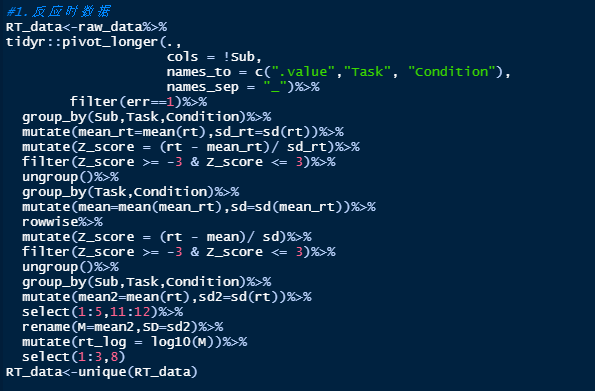 #1.反应时数据
RT_data<-raw_data%>%
tidyr::pivot_longer(.,
                    cols = !Sub,
                    names_to = c(".value","Task", "Condition"),
                    names_sep = "_")%>%
        filter(err==1)%>%
  group_by(Sub,Task,Condition)%>%
  mutate(mean_rt=mean(rt),sd_rt=sd(rt))%>%
  mutate(Z_score = (rt - mean_rt)/ sd_rt)%>%
  filter(Z_score >= -3 & Z_score <= 3)%>%
  ungroup()%>%
  group_by(Task,Condition)%>%
  mutate(mean=mean(mean_rt),sd=sd(mean_rt))%>%
  rowwise%>%
  mutate(Z_score = (rt - mean)/ sd)%>%
  filter(Z_score >= -3 & Z_score <= 3)%>%
  ungroup()%>%
  group_by(Sub,Task,Condition)%>%
  mutate(mean2=mean(rt),sd2=sd(rt))%>%
  select(1:5,11:12)%>%
  rename(M=mean2,SD=sd2)%>%
  mutate(rt_log = log10(M))%>%
  select(1:3,8)
RT_data<-unique(RT_data)